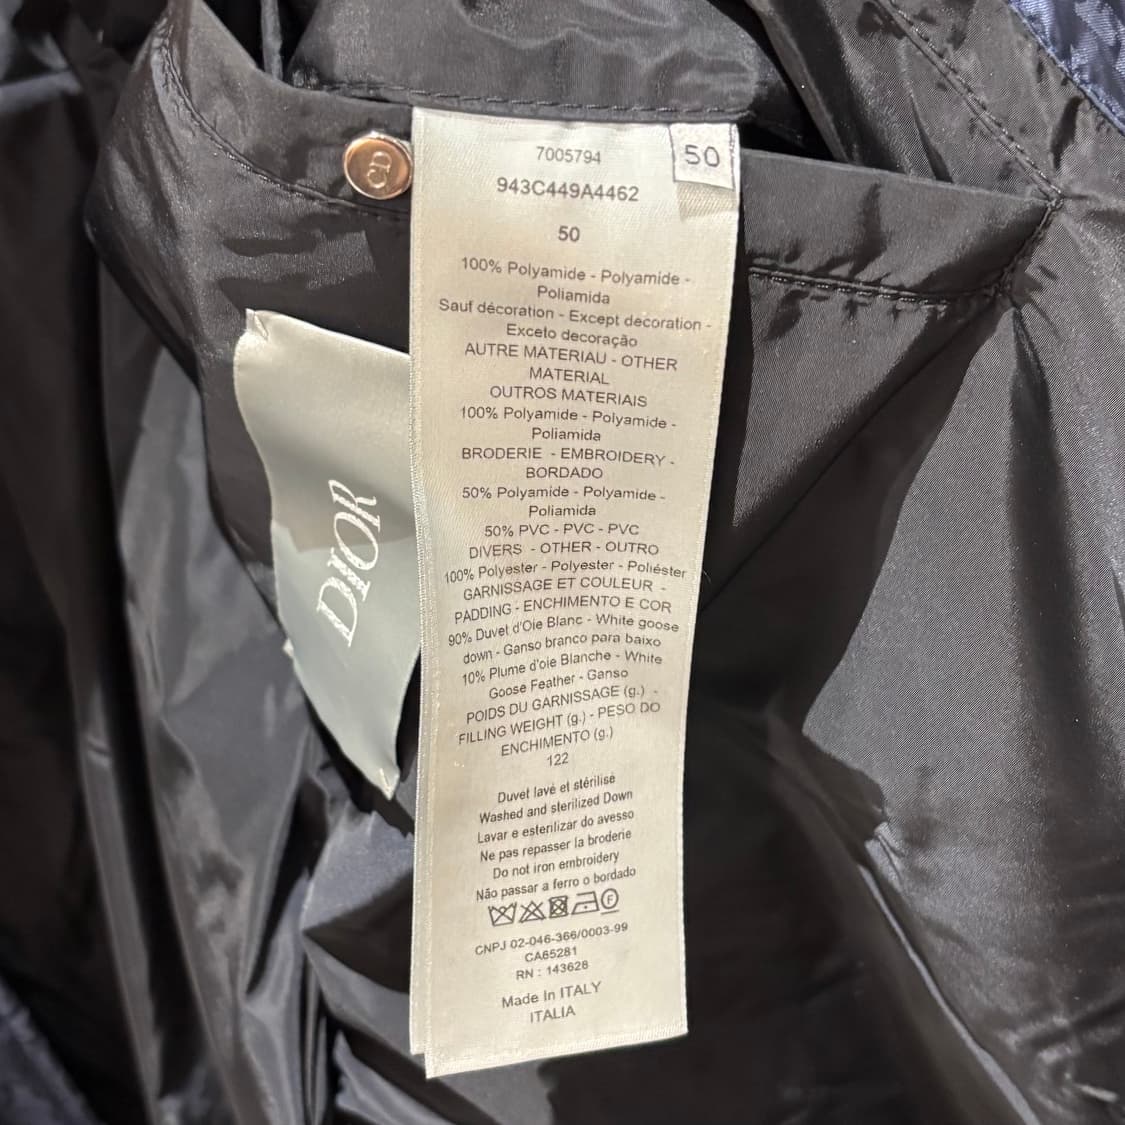 7005794
50
943C449A4462
50
100% Polyamide - Polyamide -
Poliamida
Sauf décoration - Except decoration -
Exceto decoração
AUTRE MATERIAU - OTHER
MATERIAL
OUTROS MATERIAIS
100% Polyamide - Polyamide -
Poliamida
BRODERIE - EMBROIDERY -
BORDADO
50% Polyamide - Polyamide -
Poliamida
50% PVC - PVC - PVC
DIVERS - OTHER - OUTRO
100% Polyester - Polyester - Poliéster
GARNISSAGE ET COULEUR -
PADDING - ENCHIMENTO E COR
90% Duvet d'Oie Blanc - White goose
down - Ganso branco para baixo
10% Plume d'oie Blanche - White
Goose Feather - Ganso
POIDS DU GARNISSAGE (g.) -
FILLING WEIGHT (g.) - PESO DO
ENCHIMENTO (g.)
122
Duvet lavé et stérilisé
Washed and sterilized Down
Lavar e esterilizar do avesso
Ne pas repasser la broderie
Do not iron embroidery
Não passar a ferro o bordado
F
CNPJ 02-046-366/0003-99
CA65281
RN : 143628
Made In ITALY
ITALIA
DIOR
CD